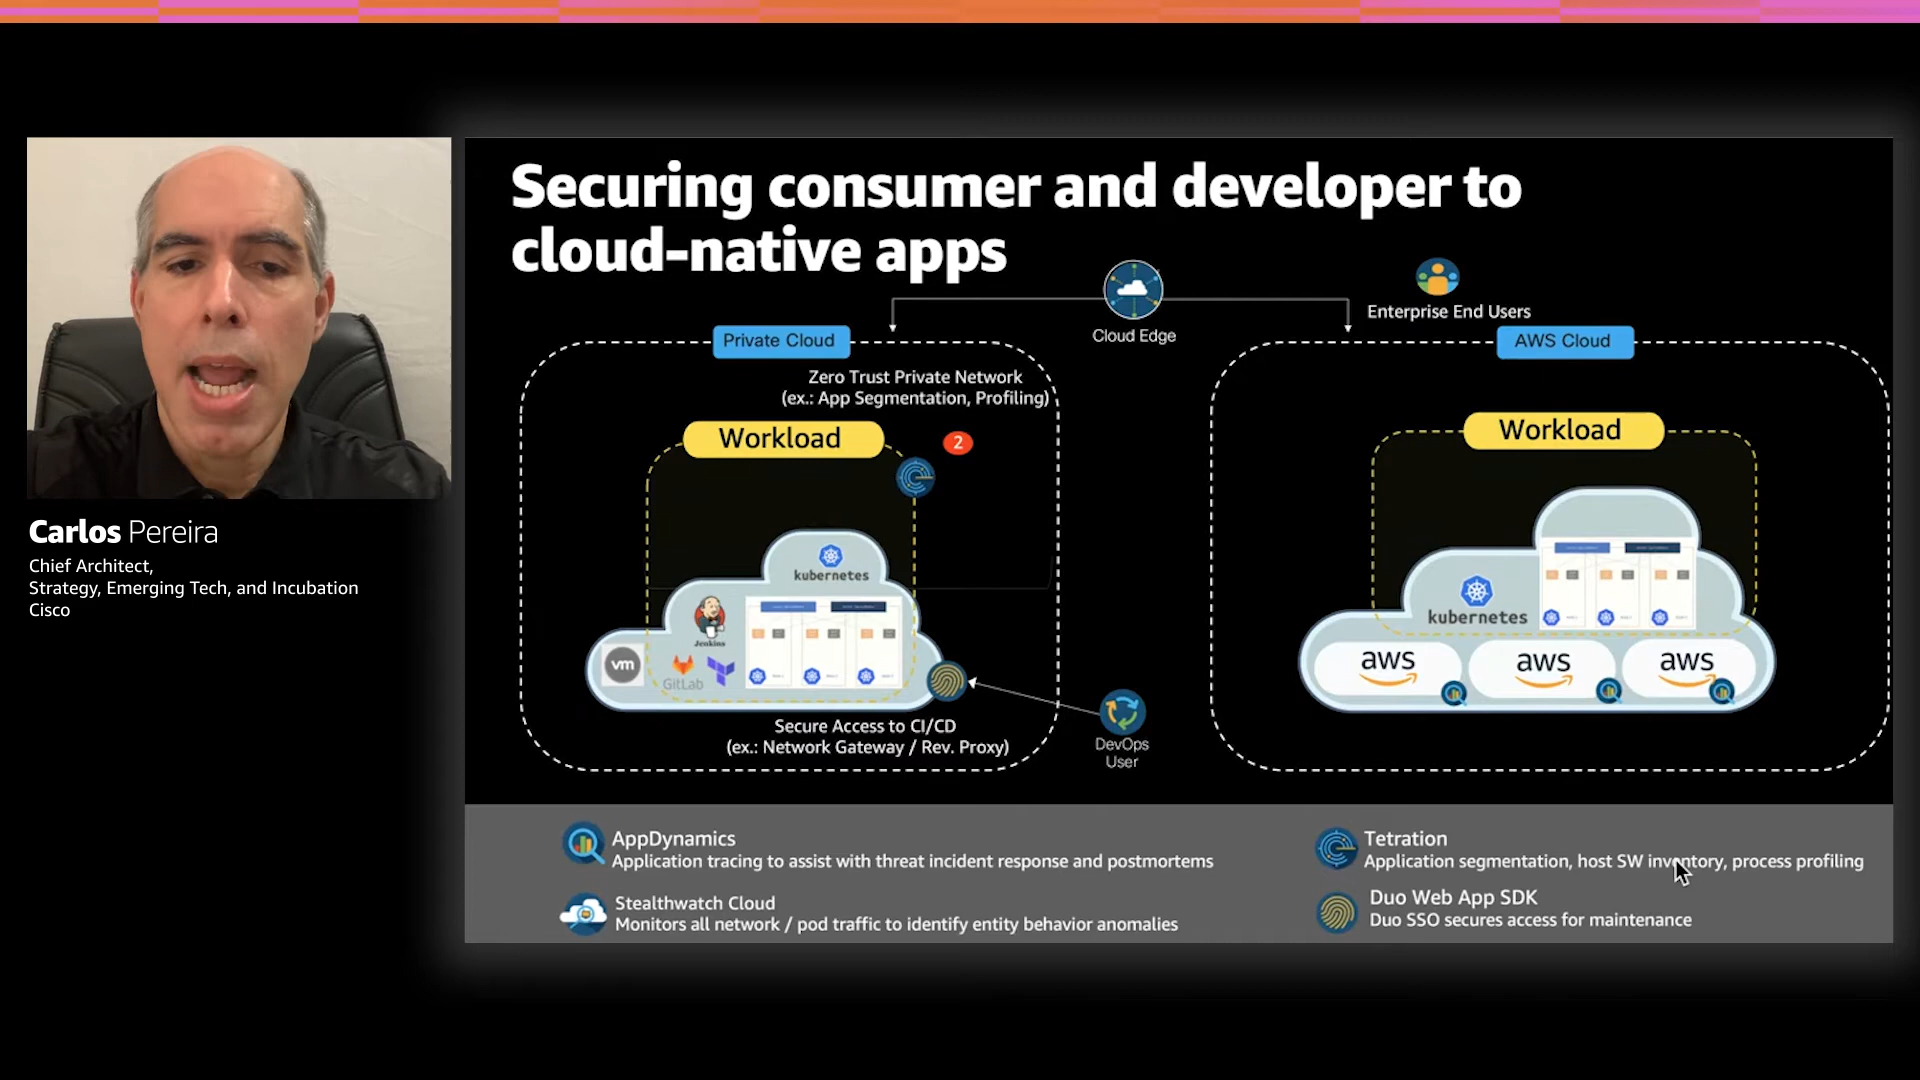 Securing consumer and developer to
cloud-native apps
Cloud Edge
Enterprise End Users
Private Cloud
AWS Cloud
Zero Trust Private Network
(ex.: App Segmentation, Profiling)
Workload
2
Workload
kubernetes
Jenkins
vm
GitLab
kubernetes
aws
aws
aws
Secure Access to CI/CD
(ex.: Network Gateway / Rev. Proxy)
DevOps
User
AppDynamics
Application tracing to assist with threat incident response and postmortems
Stealthwatch Cloud
Monitors all network / pod traffic to identify entity behavior anomalies
Tetration
Application segmentation, host SW inventory, process profiling
Duo Web App SDK
Duo SSO secures access for maintenance
Carlos Pereira
Chief Architect,
Strategy, Emerging Tech, and Incubation
Cisco